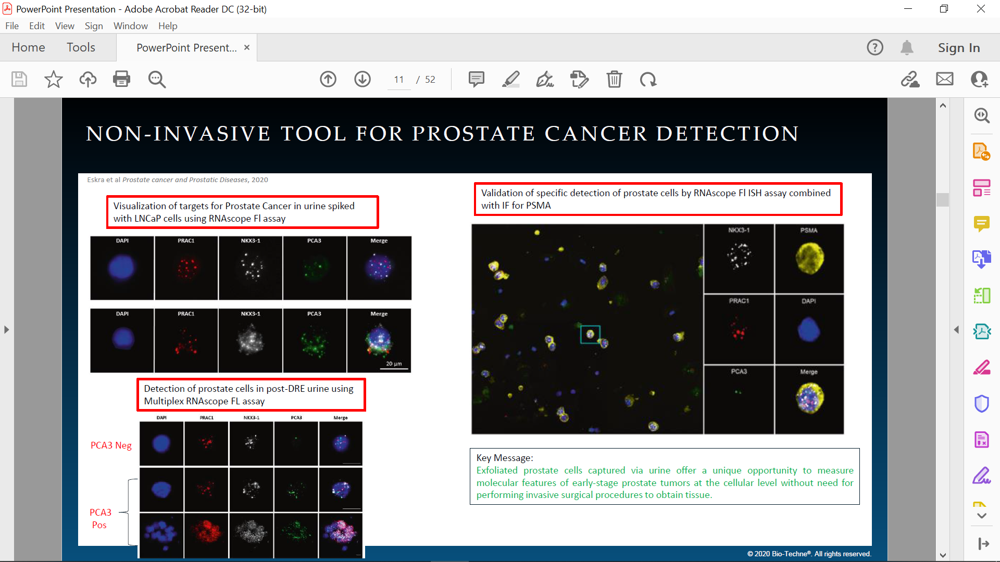 PowerPoint Presentation - Adobe Acrobat Reader DC (32-bit)
File Edit View Sign Window Help
Home Tools PowerPoint Present... × Sign In
11 / 52
NON-INVASIVE TOOL FOR PROSTATE CANCER DETECTION
Eskra et al Prostate cancer and Prostatic Diseases, 2020
Visualization of targets for Prostate Cancer in urine spiked
with LNCaP cells using RNAscope Fl assay
DAPI PRAC1 NKX3-1 PCA3 Merge
DAPI PRAC1 NKX3-1 PCA3 Merge
20 µm
Detection of prostate cells in post-DRE urine using
Multiplex RNAscope FL assay
DAPI PRAC1 NKX3-1 PCA3 Merge
PCA3 Neg
PCA3
Pos
Validation of specific detection of prostate cells by RNAscope Fl ISH assay combined
with IF for PSMA
NKX3-1 PSMA
PRAC1 DAPI
PCA3 Merge
Key Message:
Exfoliated prostate cells captured via urine offer a unique opportunity to measure
molecular features of early-stage prostate tumors at the cellular level without need for
performing invasive surgical procedures to obtain tissue.
© 2020 Bio-Techne®. All rights reserved.